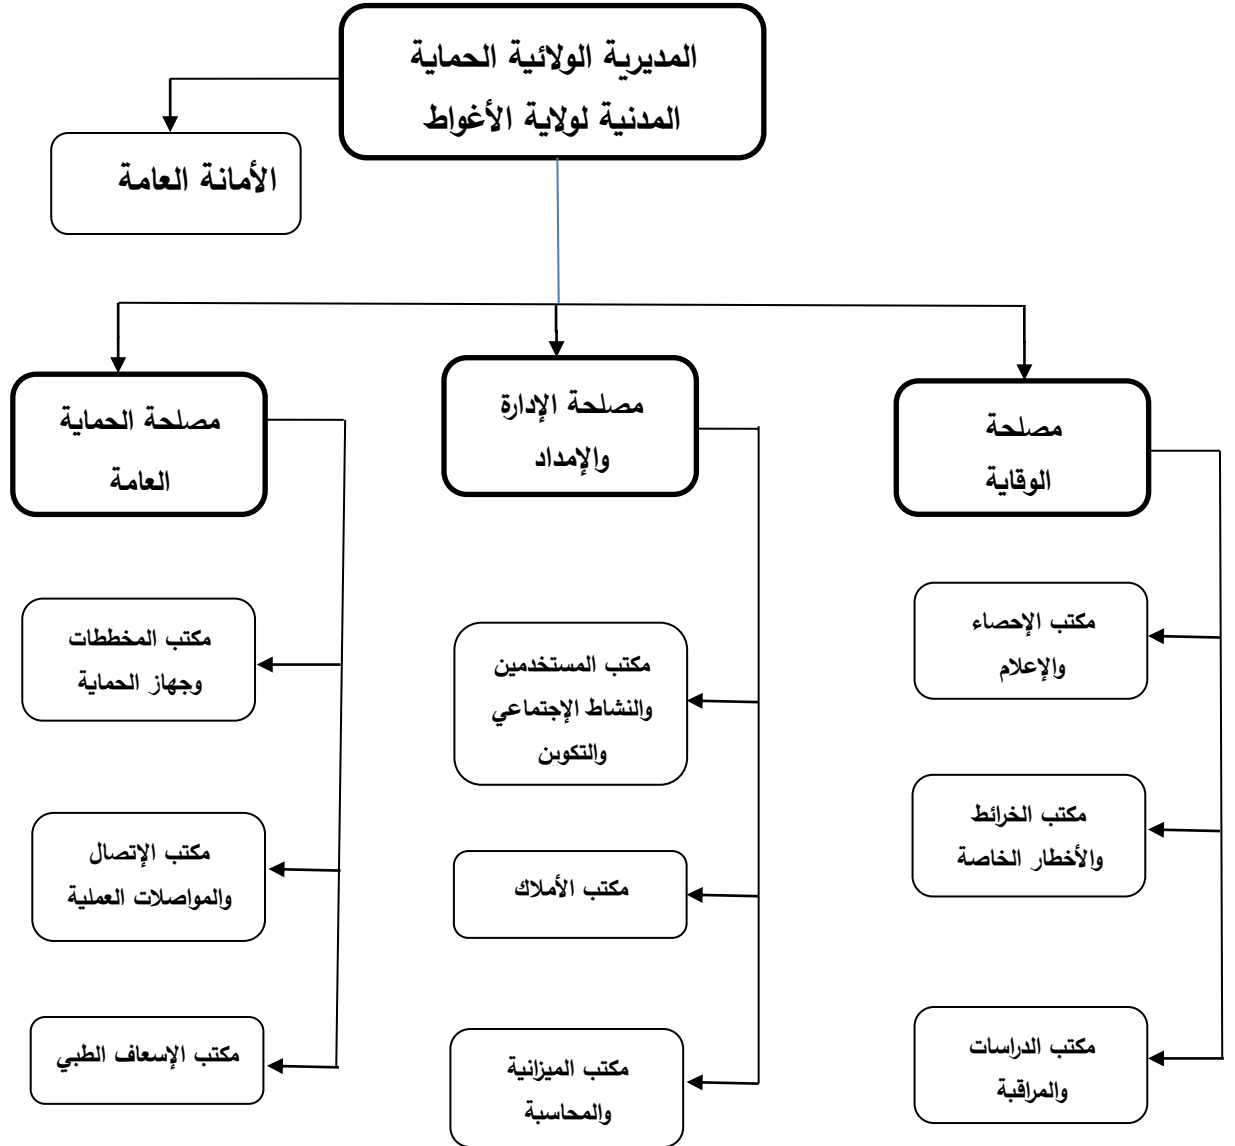 المديرية الولائية الحماية
المدنية لولاية الأغواط
الأمانة العامة
مصلحة
الوقاية
مكتب الإحصاء
والإعلام
مكتب الخرائط
والأخطار الخاصة
مكتب الدراسات
والمراقبة
مصلحة الإدارة
والإمداد
مكتب المستخدمين
والنشاط الإجتماعي
والتكوين
مكتب الأملاك
مكتب الميزانية
والمحاسبة
مصلحة الحماية
العامة
مكتب المخططات
وجهاز الحماية
مكتب الإتصال
والمواصلات العملية
مكتب الإسعاف الطبي